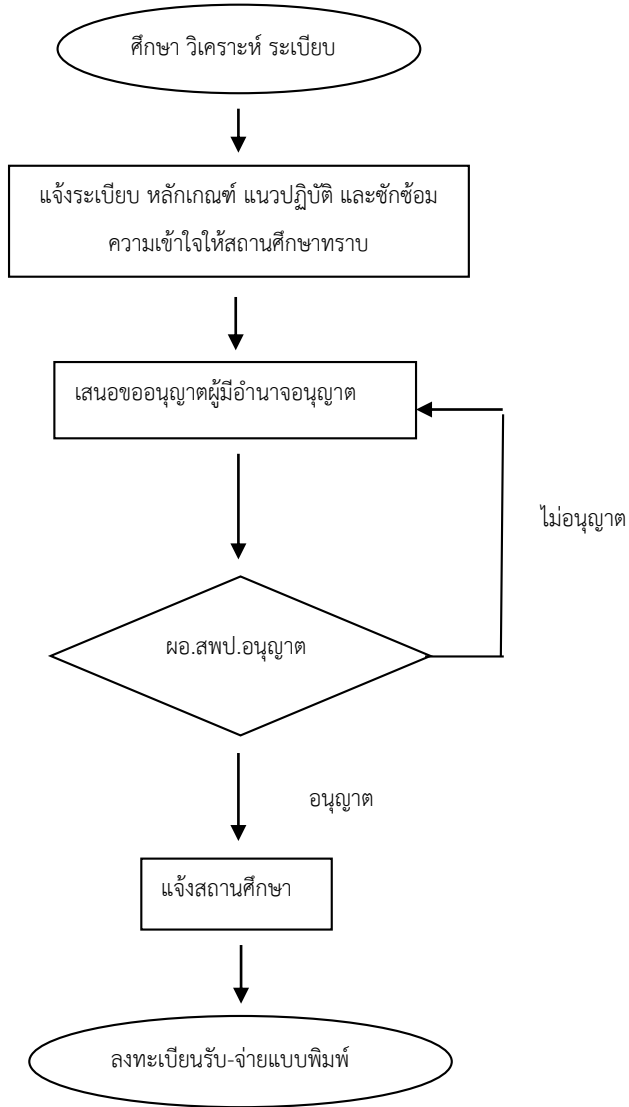 ศึกษา วิเคราะห์ ระเบียบ
แจ้งระเบียบ หลักเกณฑ์ แนวปฏิบัติ และซักซ้อม
ความเข้าใจให้สถานศึกษาทราบ
เสนอขออนุญาตผู้มีอำนาจอนุญาต
ไม่อนุญาต
ผอ.สพป.อนุญาต
อนุญาต
แจ้งสถานศึกษา
ลงทะเบียนรับ-จ่ายแบบพิมพ์